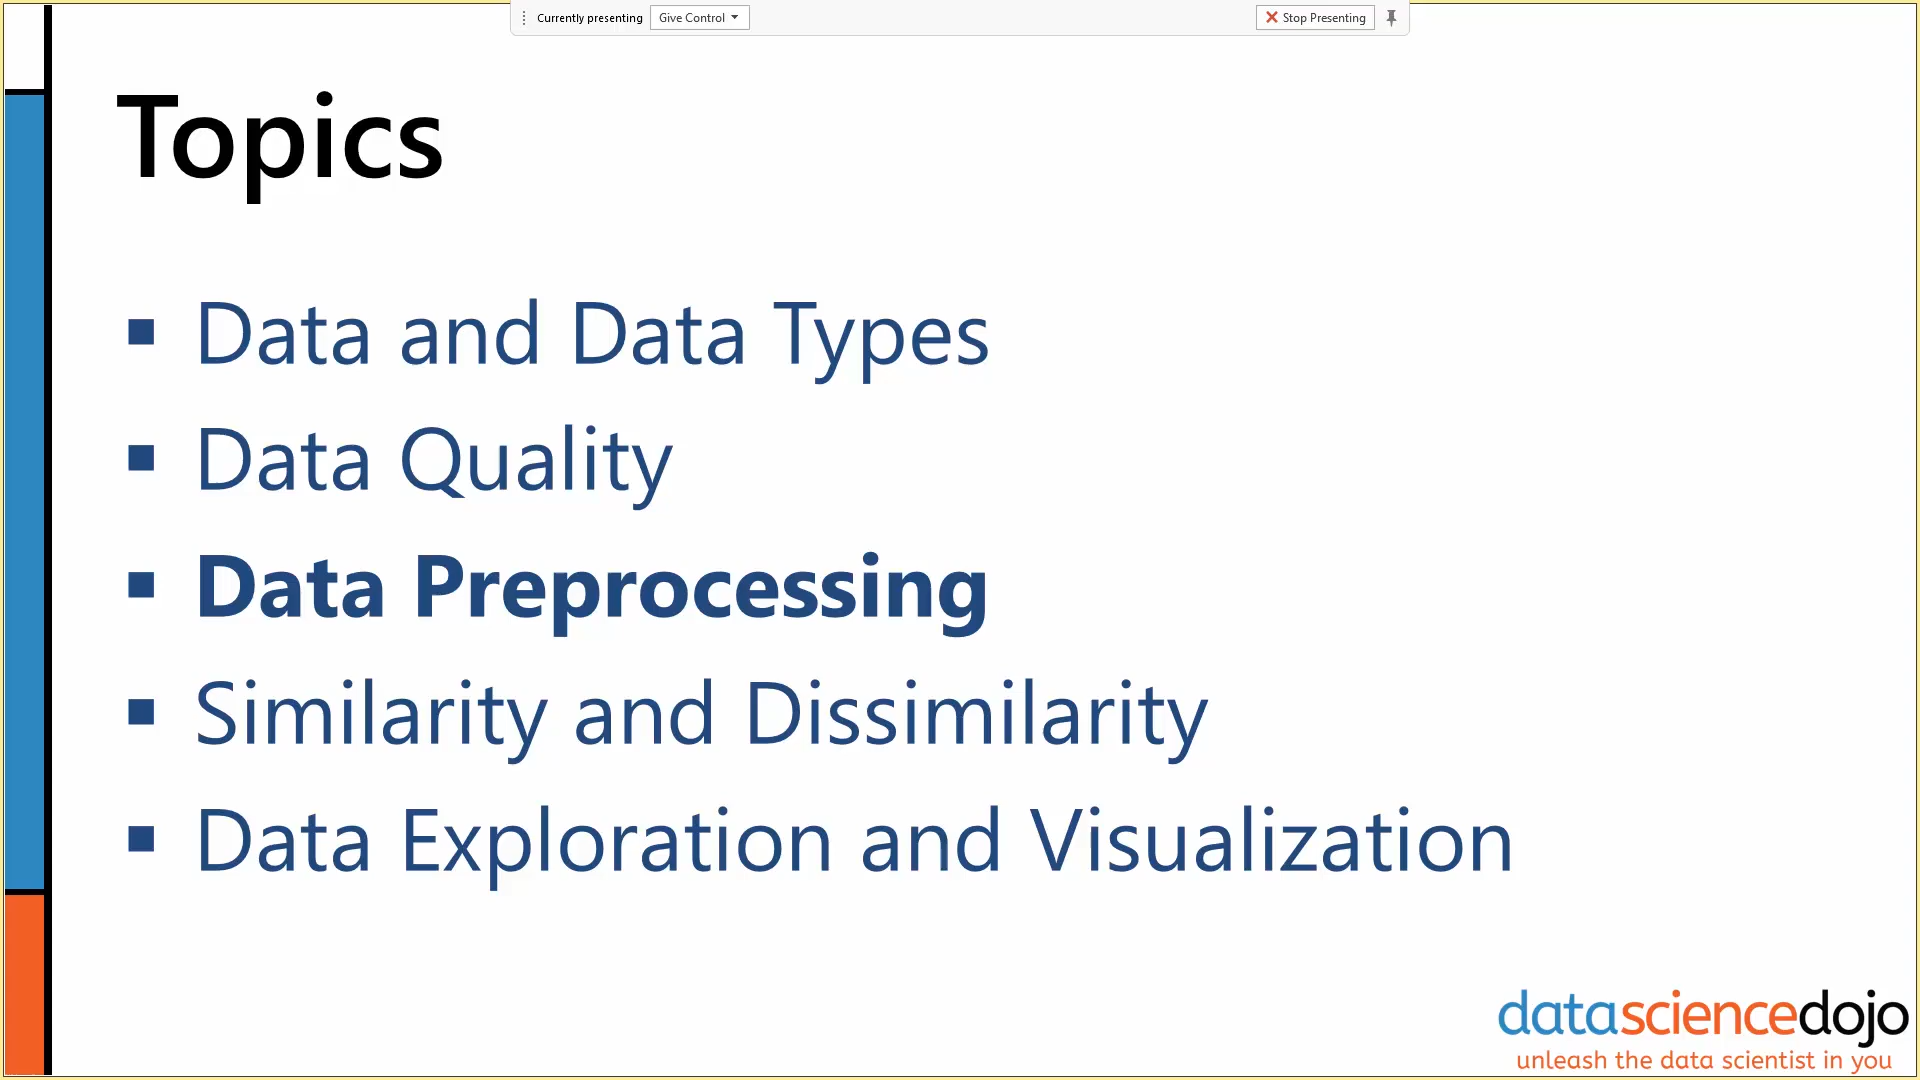 Currently presenting Give Control Stop Presenting
Topics
Data and Data Types
Data Quality
Data Preprocessing
Similarity and Dissimilarity
Data Exploration and Visualization
datasciencedojo
unleash the data scientist in you